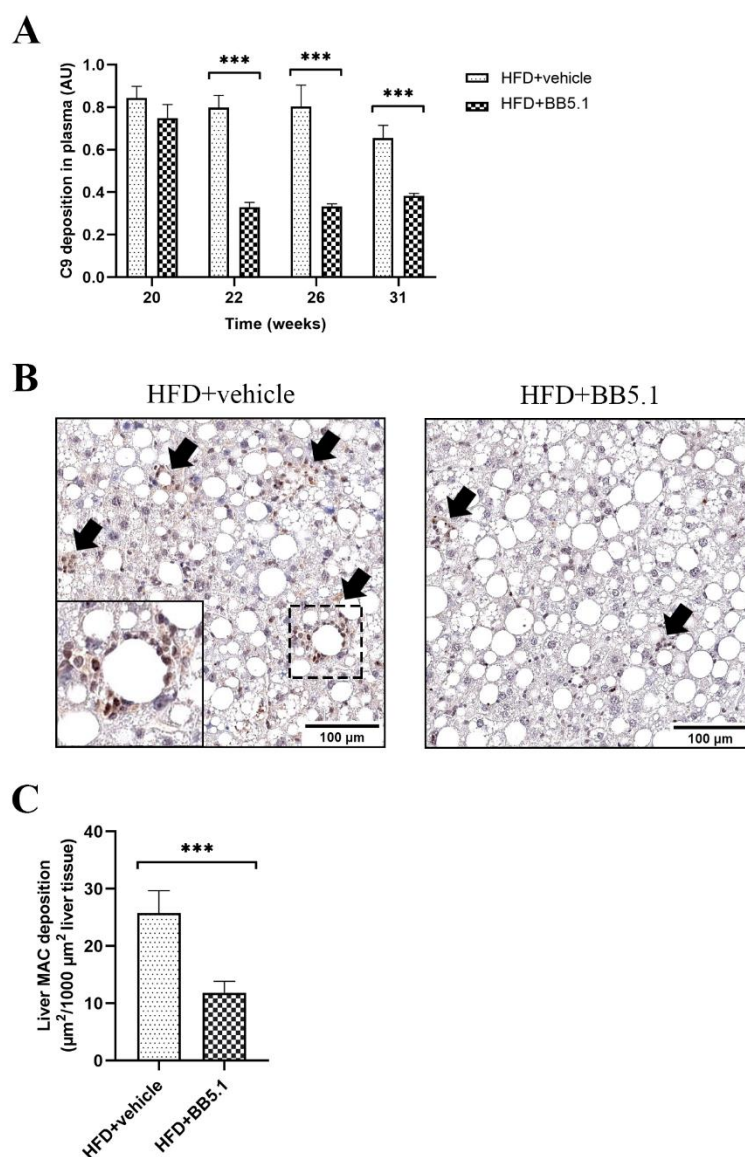 A
C9 deposition in plasma (AU)
1.0
0.8
0.6
0.4
0.2
0.0
***
***
***
20
22
26
31
Time (weeks)
HFD+vehicle
HFD+BB5.1
B
HFD+vehicle
HFD+BB5.1
100 µm
100 µm
C
Liver MAC deposition
(µm²/1000 µm² liver tissue)
40
30
20
10
0
***
HFD+vehicle
HFD+BB5.1